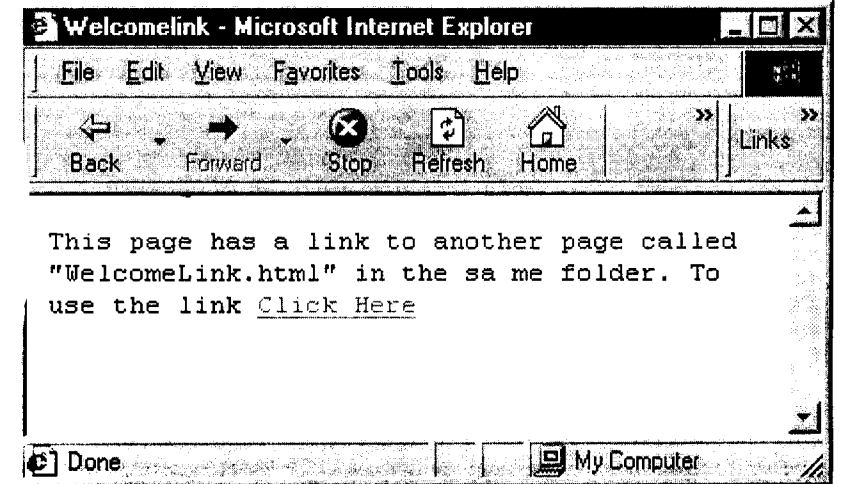 Welcomelink - Microsoft Internet Explorer
File Edit View Favorites Tools Help
Back Forward Stop Refresh Home » Links »
This page has a link to another page called
"WelcomeLink.html" in the sa me folder. To
use the link Click Here
Done My Computer